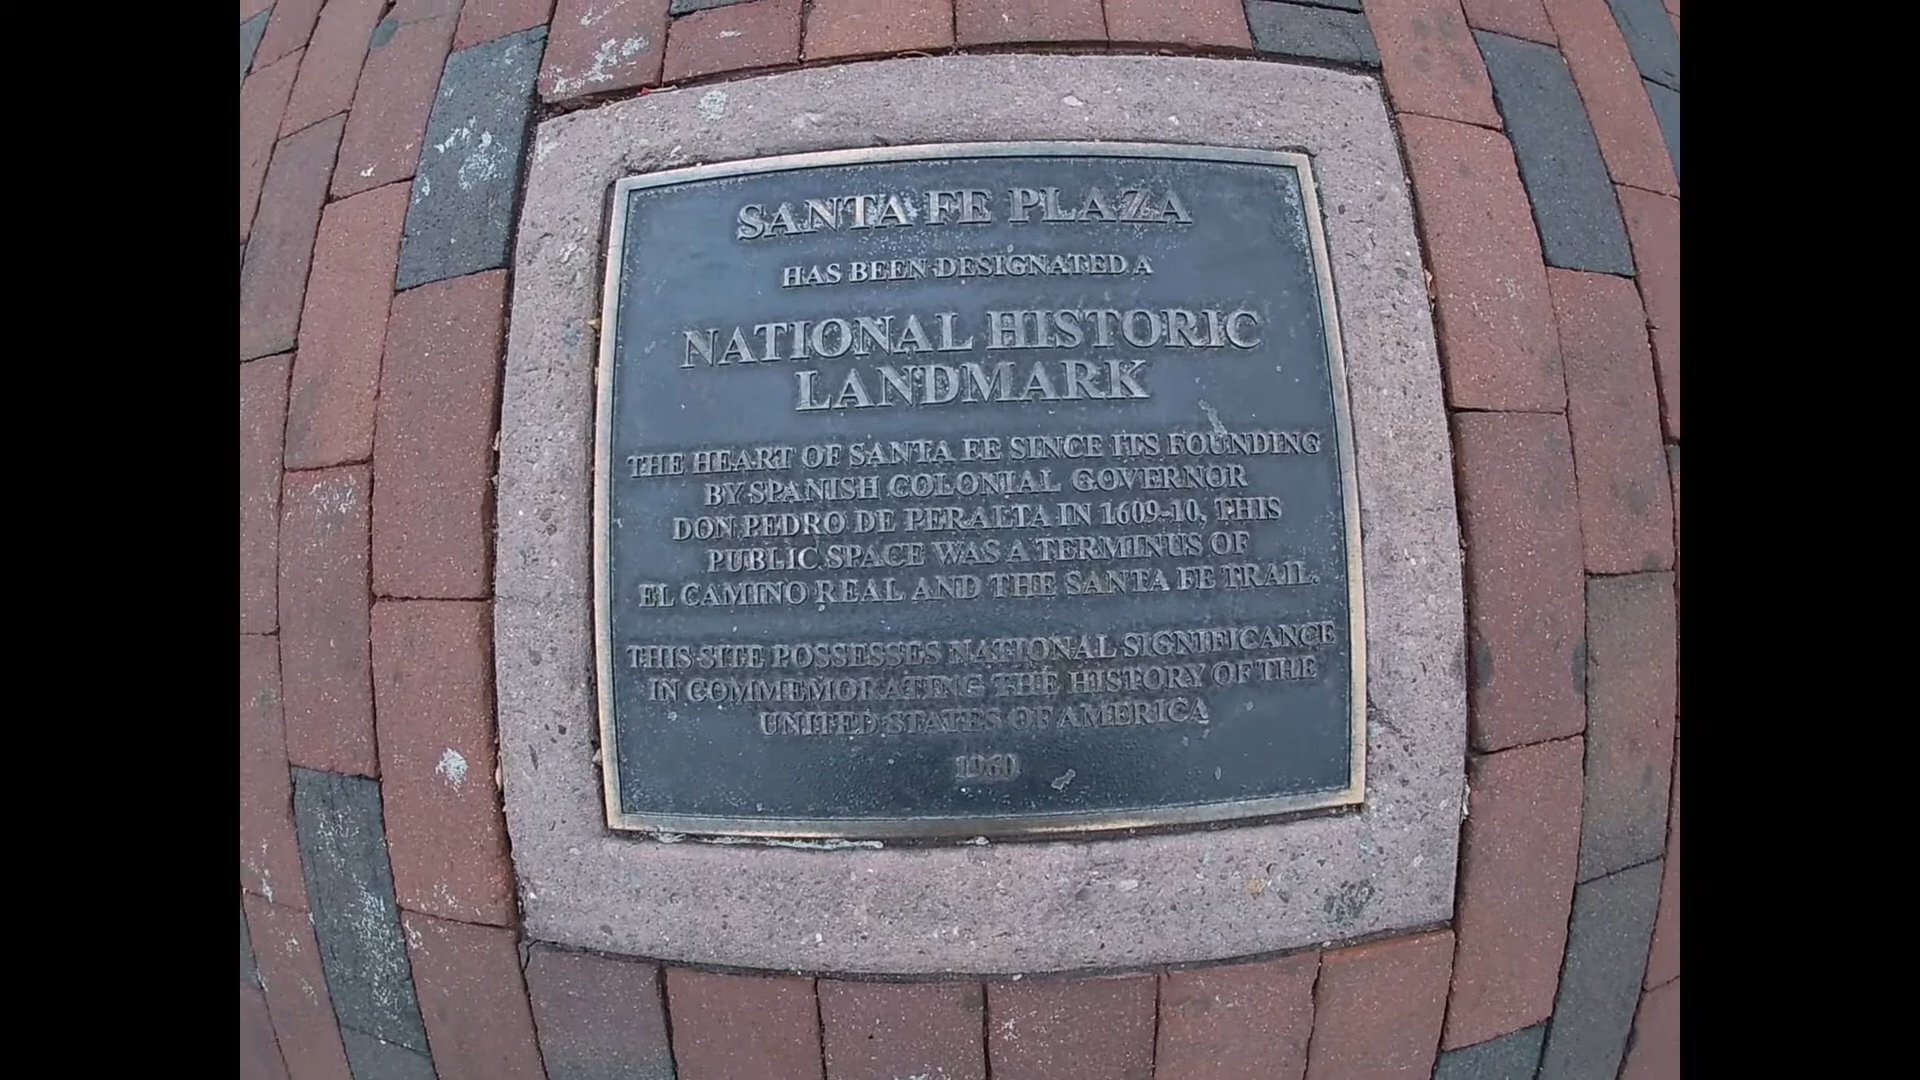 SANTA FE PLAZA
HAS BEEN DESIGNATED A
NATIONAL HISTORIC
LANDMARK
THE HEART OF SANTA FE SINCE ITS FOUNDING
BY SPANISH COLONIAL GOVERNOR
DON PEDRO DE PERALTA IN 1609-10, THIS
PUBLIC SPACE WAS A TERMINUS OF
EL CAMINO REAL AND THE SANTA FE TRAIL.
THIS SITE POSSESSES NATIONAL SIGNIFICANCE
IN COMMEMORATING THE HISTORY OF THE
UNITED STATES OF AMERICA
1960